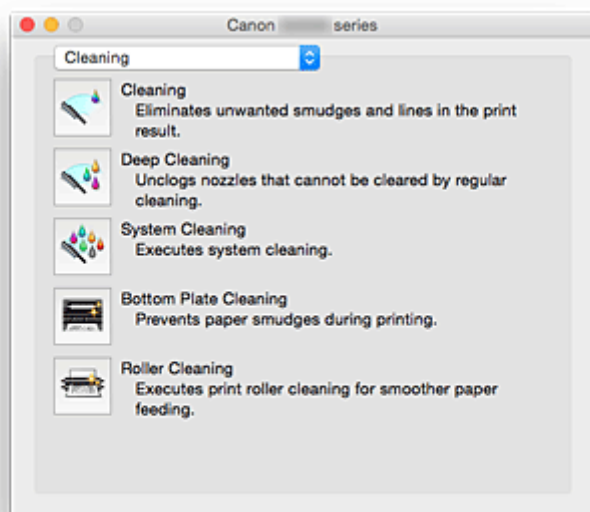 Canon series
Cleaning
Cleaning
Eliminates unwanted smudges and lines in the print
result.
Deep Cleaning
Unclogs nozzles that cannot be cleared by regular
cleaning.
System Cleaning
Executes system cleaning.
Bottom Plate Cleaning
Prevents paper smudges during printing.
Roller Cleaning
Executes print roller cleaning for smoother paper
feeding.